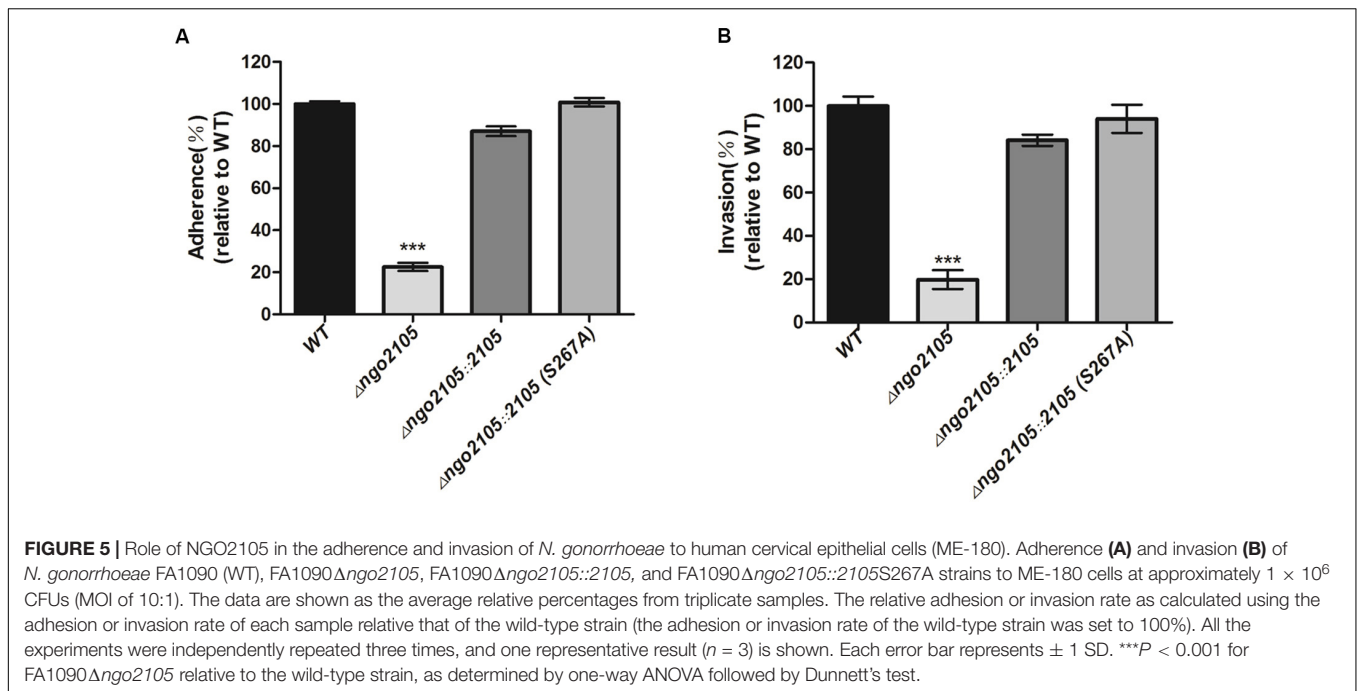 A
B
120
100
80
60
40
20
0
Adherence(%)
(relative to WT)
***
WT
Δngo2105
Δngo2105::2105
Δngo2105::2105 (S267A)
120
100
80
60
40
20
0
Invasion(%)
(relative to WT)
***
WT
Δngo2105
Δngo2105::2105
Δngo2105::2105 (S267A)
FIGURE 5 | Role of NGO2105 in the adherence and invasion of N. gonorrhoeae to human cervical epithelial cells (ME-180). Adherence (A) and invasion (B) of
N. gonorrhoeae FA1090 (WT), FA1090Δngo2105, FA1090Δngo2105::2105, and FA1090Δngo2105::2105S267A strains to ME-180 cells at approximately 1 × 10⁶
CFUs (MOI of 10:1). The data are shown as the average relative percentages from triplicate samples. The relative adhesion or invasion rate as calculated using the
adhesion or invasion rate of each sample relative that of the wild-type strain (the adhesion or invasion rate of the wild-type strain was set to 100%). All the
experiments were independently repeated three times, and one representative result (n = 3) is shown. Each error bar represents ± 1 SD. ***P < 0.001 for
FA1090Δngo2105 relative to the wild-type strain, as determined by one-way ANOVA followed by Dunnett's test.